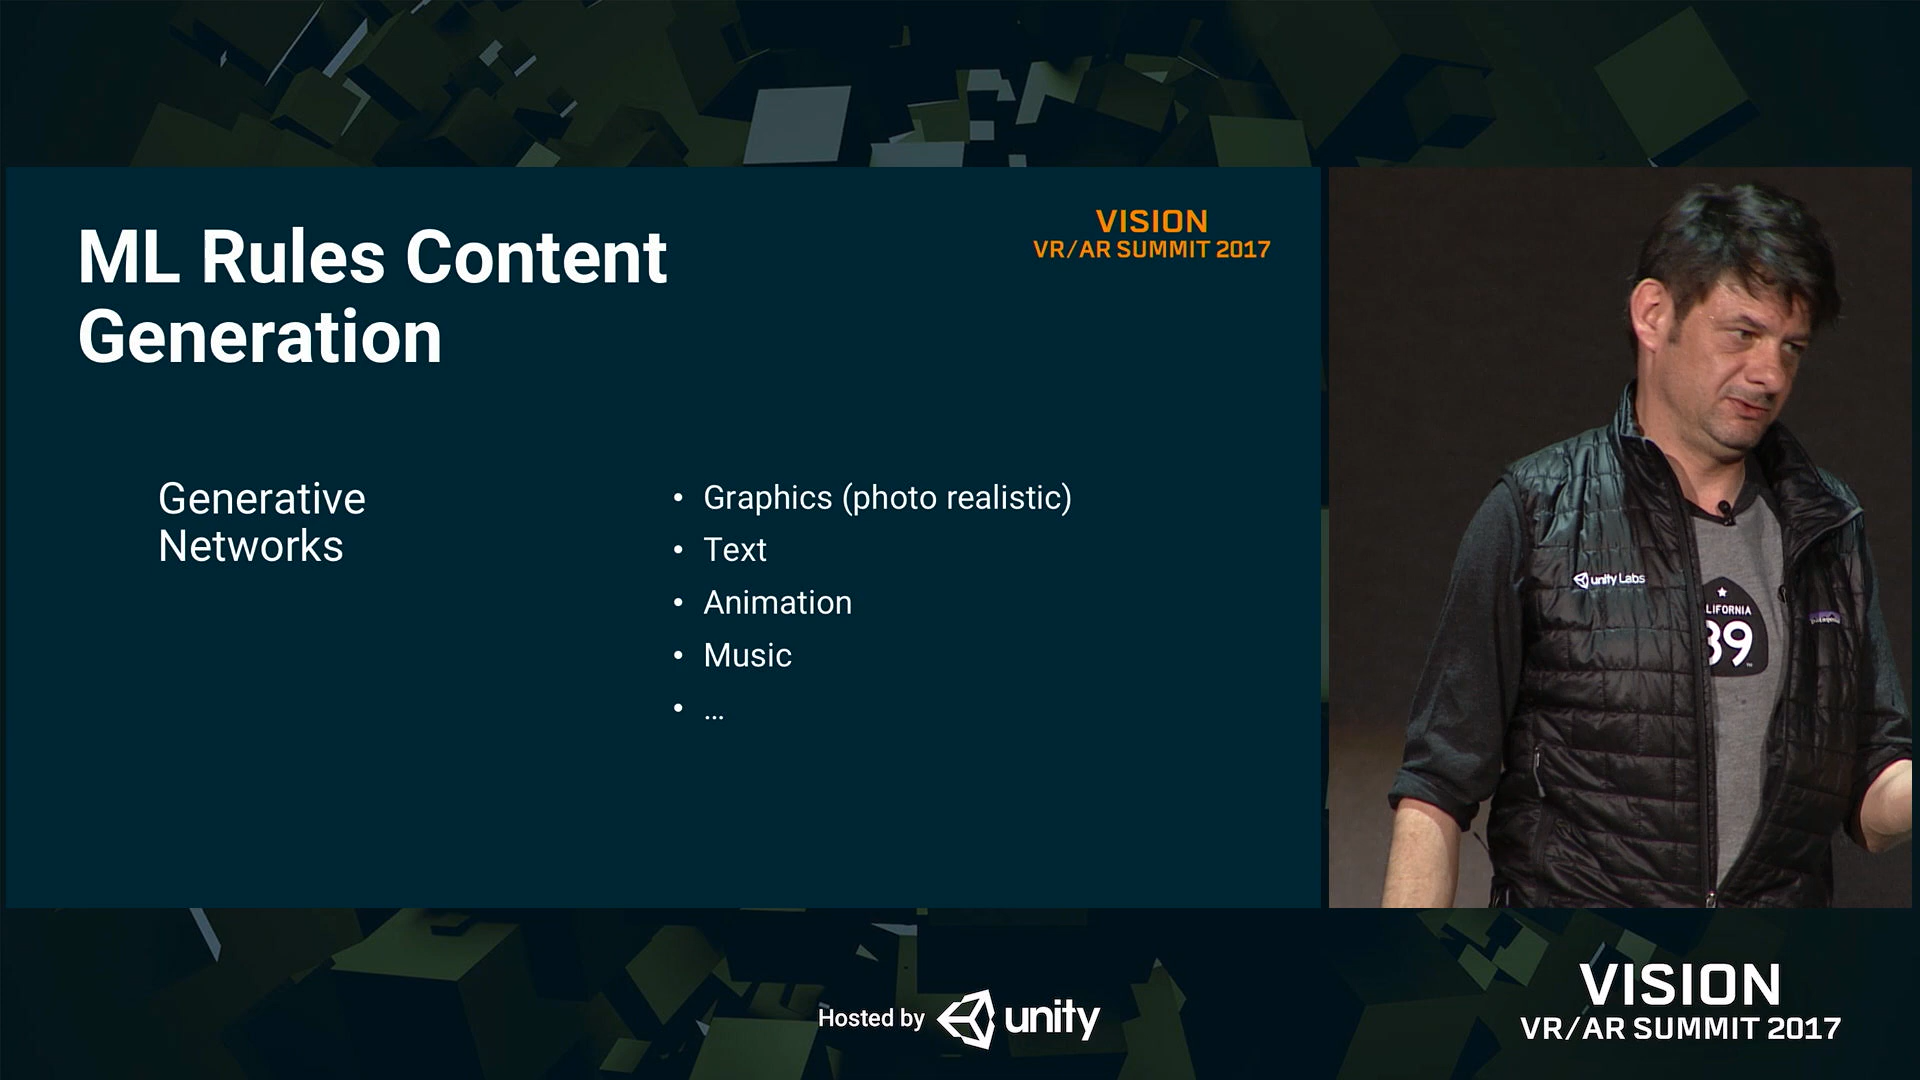 ML Rules Content
Generation
VISION
VR/AR SUMMIT 2017
Generative
Networks
• Graphics (photo realistic)
• Text
• Animation
• Music
• ...
unity Labs
LIFORNIA
39
patagonia
Hosted by unity
VISION
VR/AR SUMMIT 2017